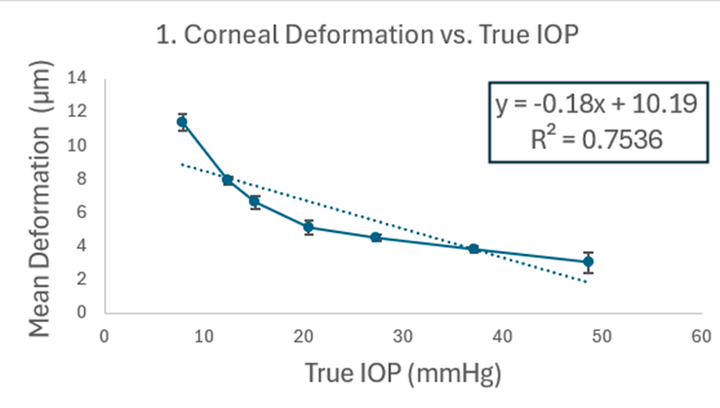 1. Corneal Deformation vs. True IOP
Mean Deformation (μm)
14
12
10
8
6
4
2
0
y = -0.18x + 10.19
R² = 0.7536
0 10 20 30 40 50 60
True IOP (mmHg)